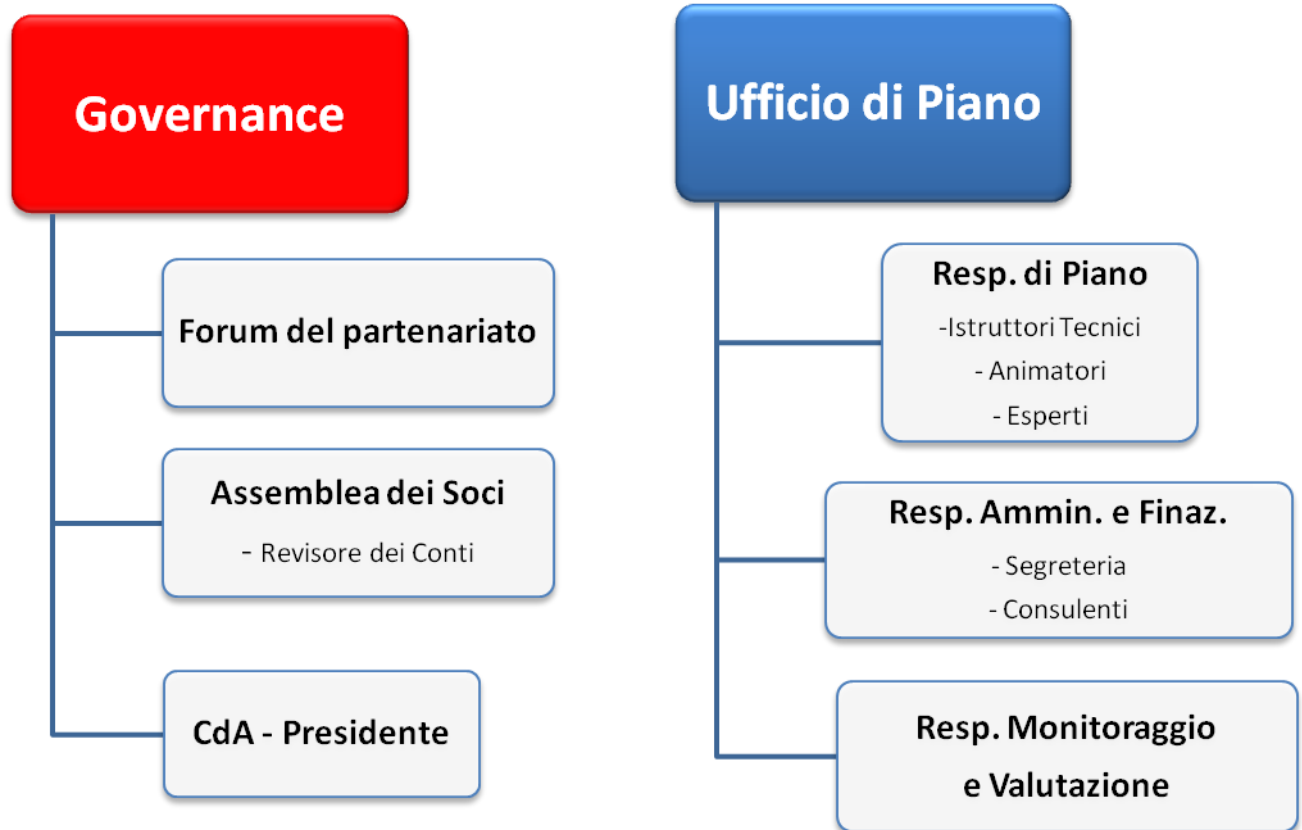 Governance
Forum del partenariato
Assemblea dei Soci
- Revisore dei Conti
CdA - Presidente
Ufficio di Piano
Resp. di Piano
-Istruttori Tecnici
- Animatori
- Esperti
Resp. Ammin. e Finaz.
- Segreteria
- Consulenti
Resp. Monitoraggio
e Valutazione